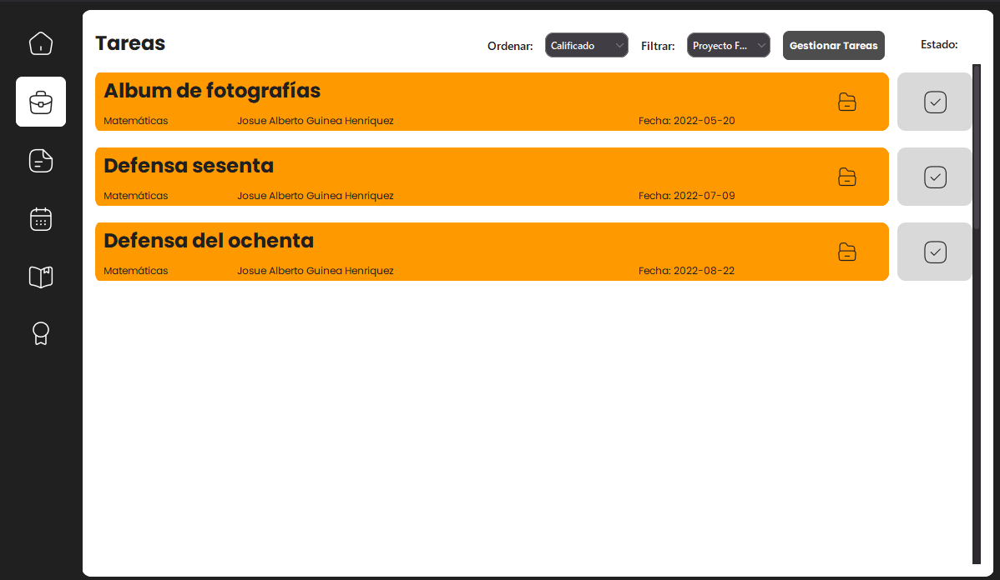 Tareas
Ordenar: Calificado Filtrar: Proyecto F... Gestionar Tareas Estado:
Album de fotografías
Matemáticas Josue Alberto Guinea Henriquez Fecha: 2022-05-20
Defensa sesenta
Matemáticas Josue Alberto Guinea Henriquez Fecha: 2022-07-09
Defensa del ochenta
Matemáticas Josue Alberto Guinea Henriquez Fecha: 2022-08-22